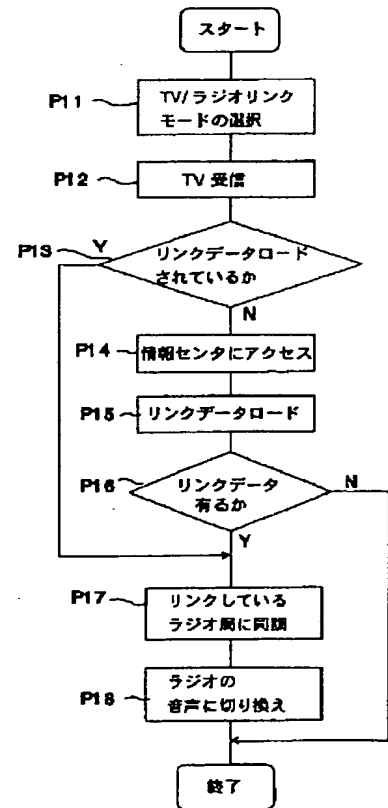 スタート
P11
TV/ラジオリンク
モードの選択
P12
TV 受信
P13
Y
リンクデータロード
されているか
N
P14
情報センタにアクセス
P15
リンクデータロード
P16
リンクデータ
有るか
N
Y
P17
リンクしている
ラジオ局に同調
P18
ラジオの
音声に切り換え
終了